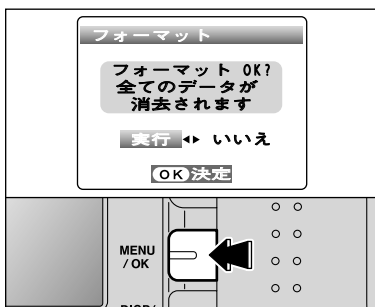 フォーマット
フォーマット OK?
全てのデータが
消去されます
実行 いいえ
OK 決定
MENU
/OK
DISP/